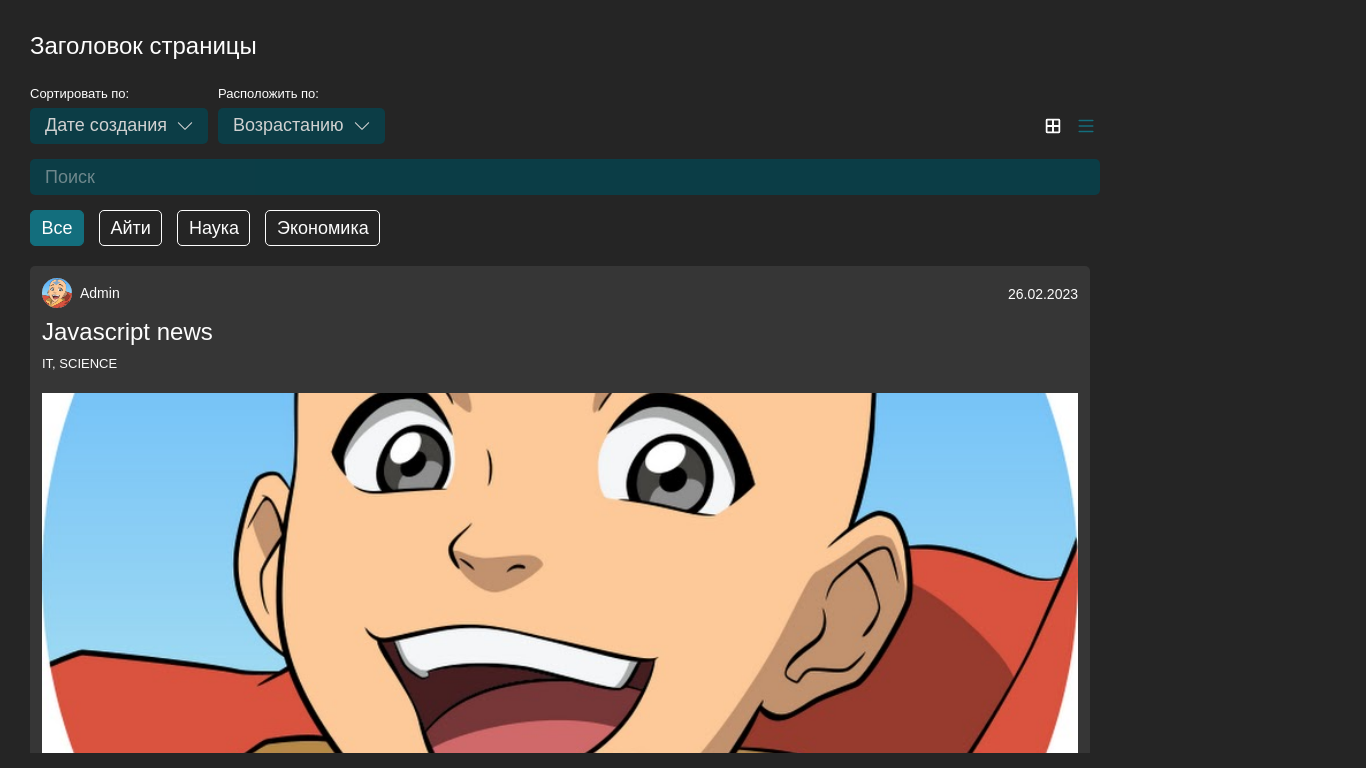 Заголовок страницы
Сортировать по: Расположить по:
Дате создания Возрастанию
Поиск
Все Айти Наука Экономика
Admin 26.02.2023
Javascript news
IT, SCIENCE